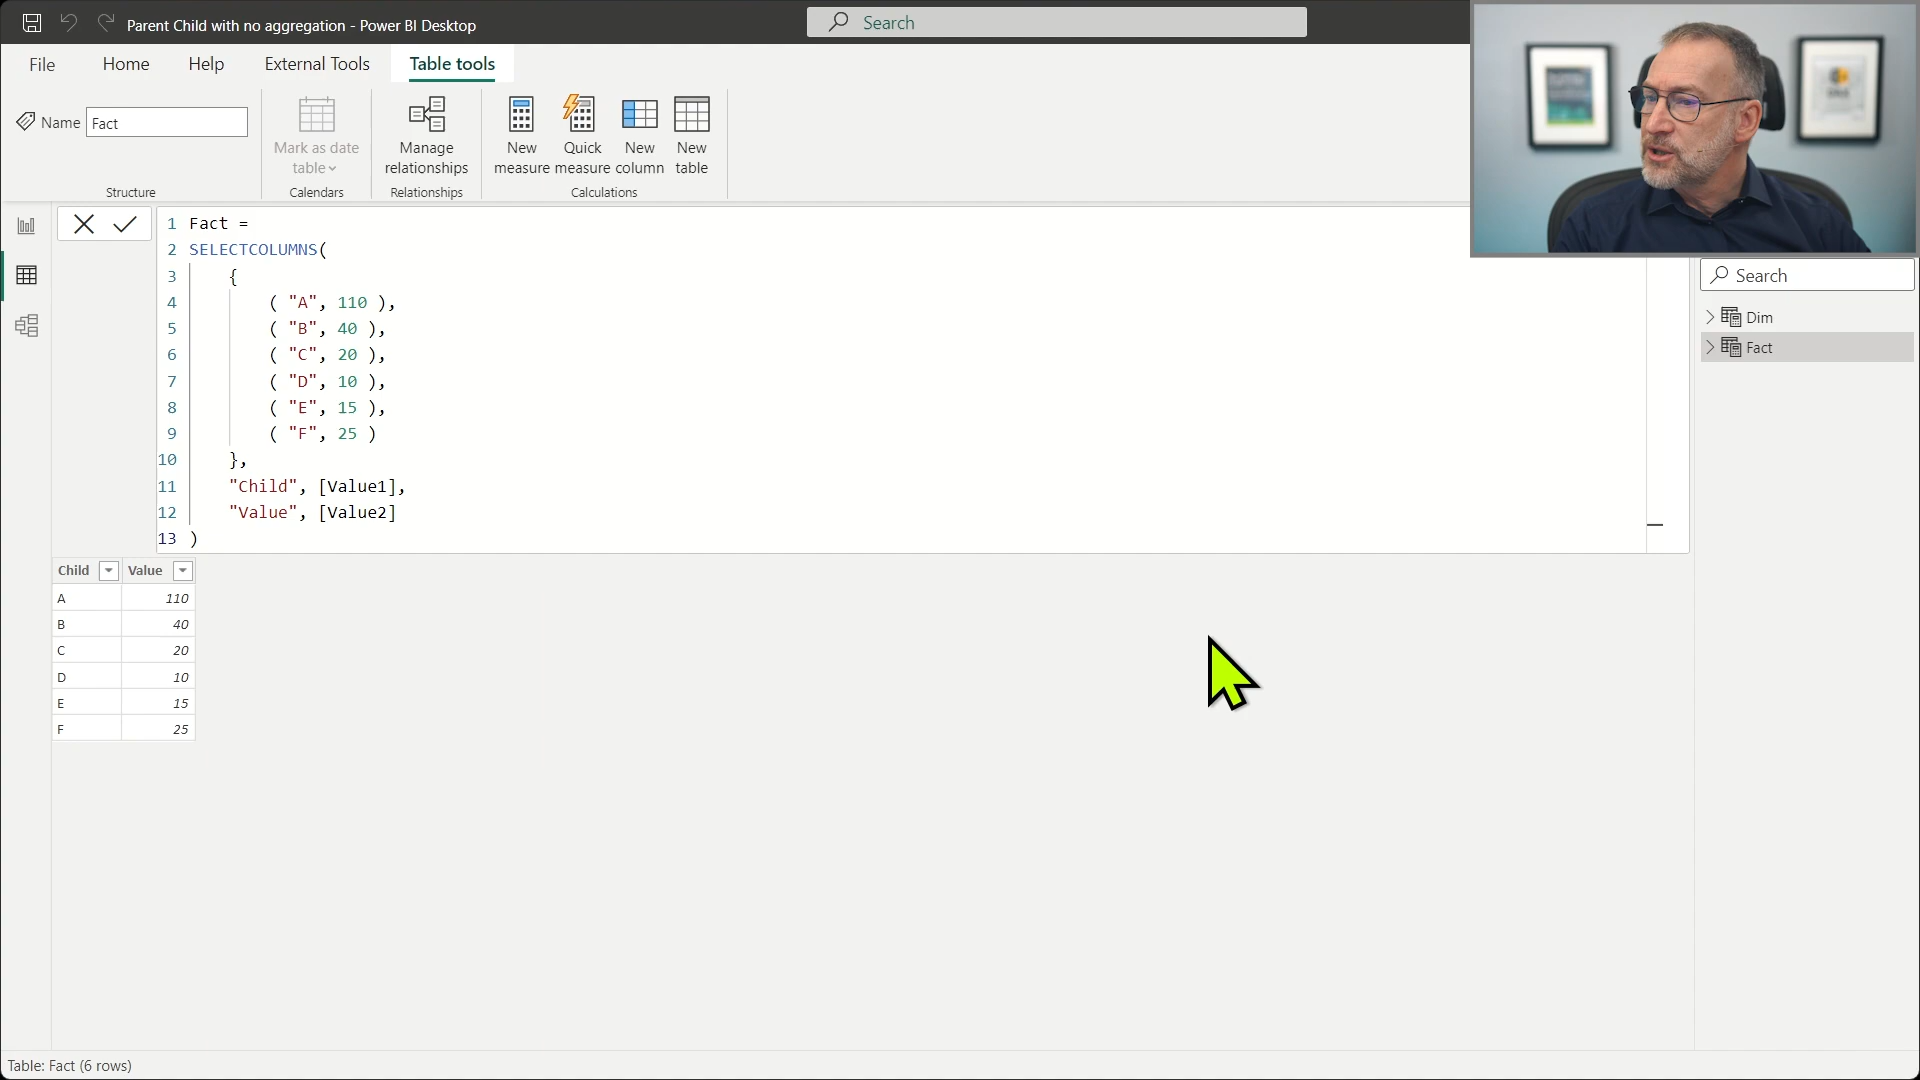 Parent Child with no aggregation - Power BI Desktop
Search
File
Home
Help
External Tools
Table tools
Name
Fact
Mark as date
table
Manage
relationships
New
measure
Quick
measure
New
column
New
table
Structure
Calendars
Relationships
Calculations
1 Fact =
2 SELECTCOLUMNS(
3 {
4 ( "A", 110 ),
5 ( "B", 40 ),
6 ( "C", 20 ),
7 ( "D", 10 ),
8 ( "E", 15 ),
9 ( "F", 25 )
10 },
11 "Child", [Value1],
12 "Value", [Value2]
13 )
Search
Dim
Fact
Child Value
A 110
B 40
C 20
D 10
E 15
F 25
Table: Fact (6 rows)